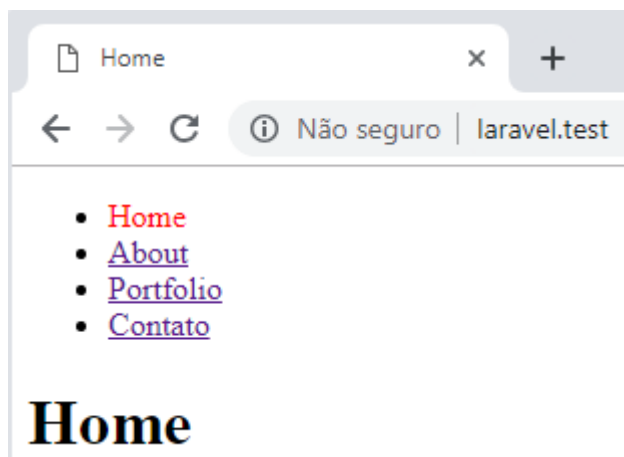 Home
Não seguro laravel.test
Home
About
Portfolio
Contato
Home